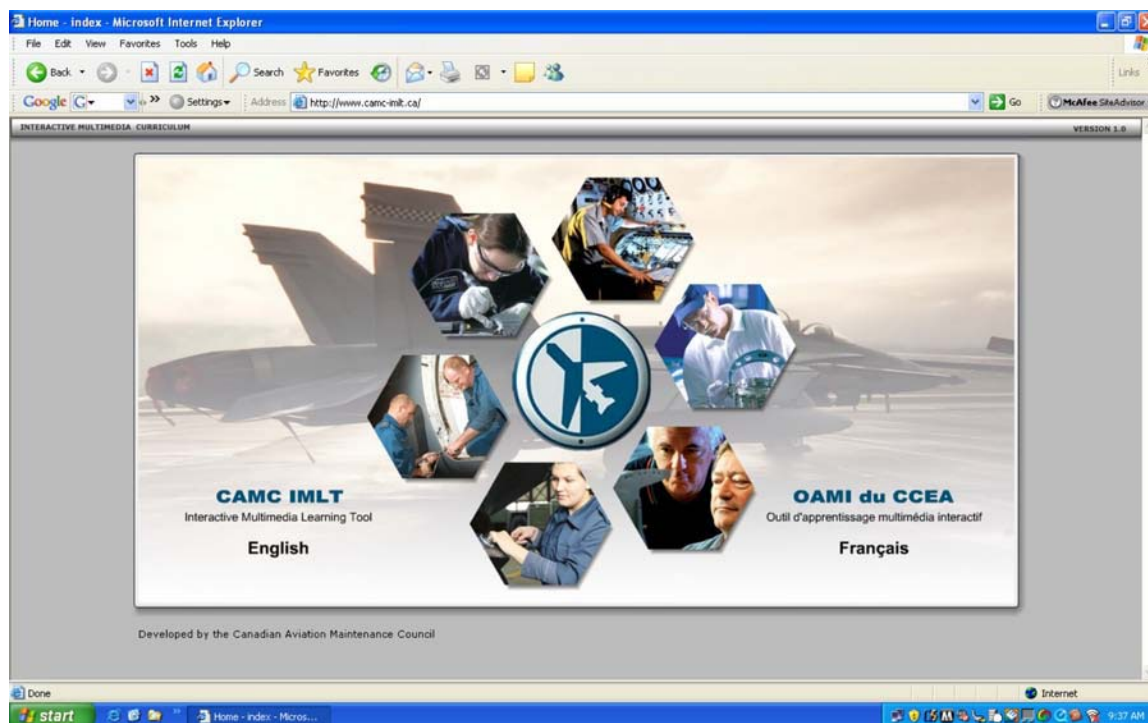 Home - index - Microsoft Internet Explorer
File Edit View Favorites Tools Help
Back Search Favorites Links
Google G Settings Address http://www.camc-imlt.ca/ Go McAfee SiteAdvisor
INTERACTIVE MULTIMEDIA CURRICULUM VERSION 1.0
CAMC IMLT
Interactive Multimedia Learning Tool
English
OAMI du CCEA
Outil d'apprentissage multimédia interactif
Français
Developed by the Canadian Aviation Maintenance Council
Done Internet
start Home - index - Micros... 9:37 AM